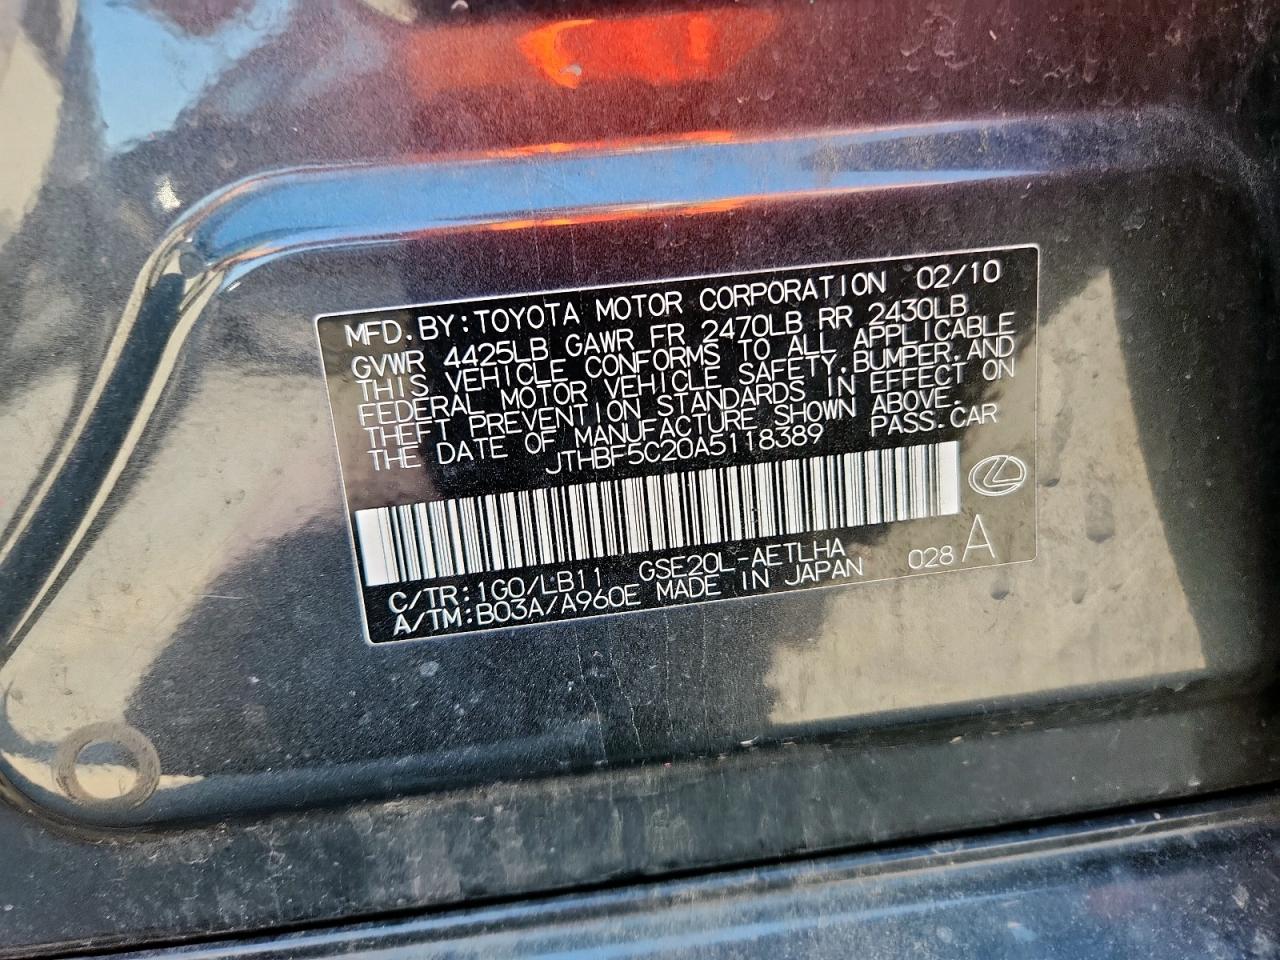 MFD. BY: TOYOTA MOTOR CORPORATION 02/10
GVWR 4425LB GAWR FR 2470LB RR 2430LB
THIS VEHICLE CONFORMS TO ALL APPLICABLE
FEDERAL MOTOR VEHICLE SAFETY, BUMPER, AND
THEFT PREVENTION STANDARDS IN EFFECT ON
THE DATE OF MANUFACTURE SHOWN ABOVE.
JTHBF5C20A5118389 PASS. CAR
C/TR: 1G0/LB11 GSE20L-AETLHA
A/TM: B03A/A960E MADE IN JAPAN 028 A